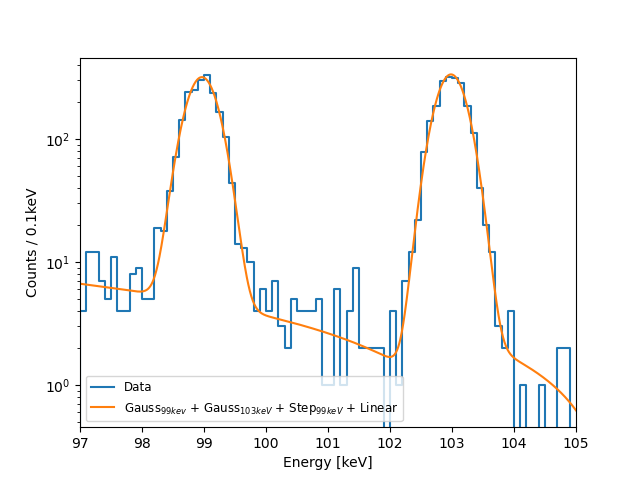 Counts / 0.1keV
10²
10¹
10⁰
Data
Gauss₉₉ₖₑᵥ + Gauss₁₀₃ₖₑV + Step₉₉ₖₑV + Linear
97 98 99 100 101 102 103 104 105
Energy [keV]